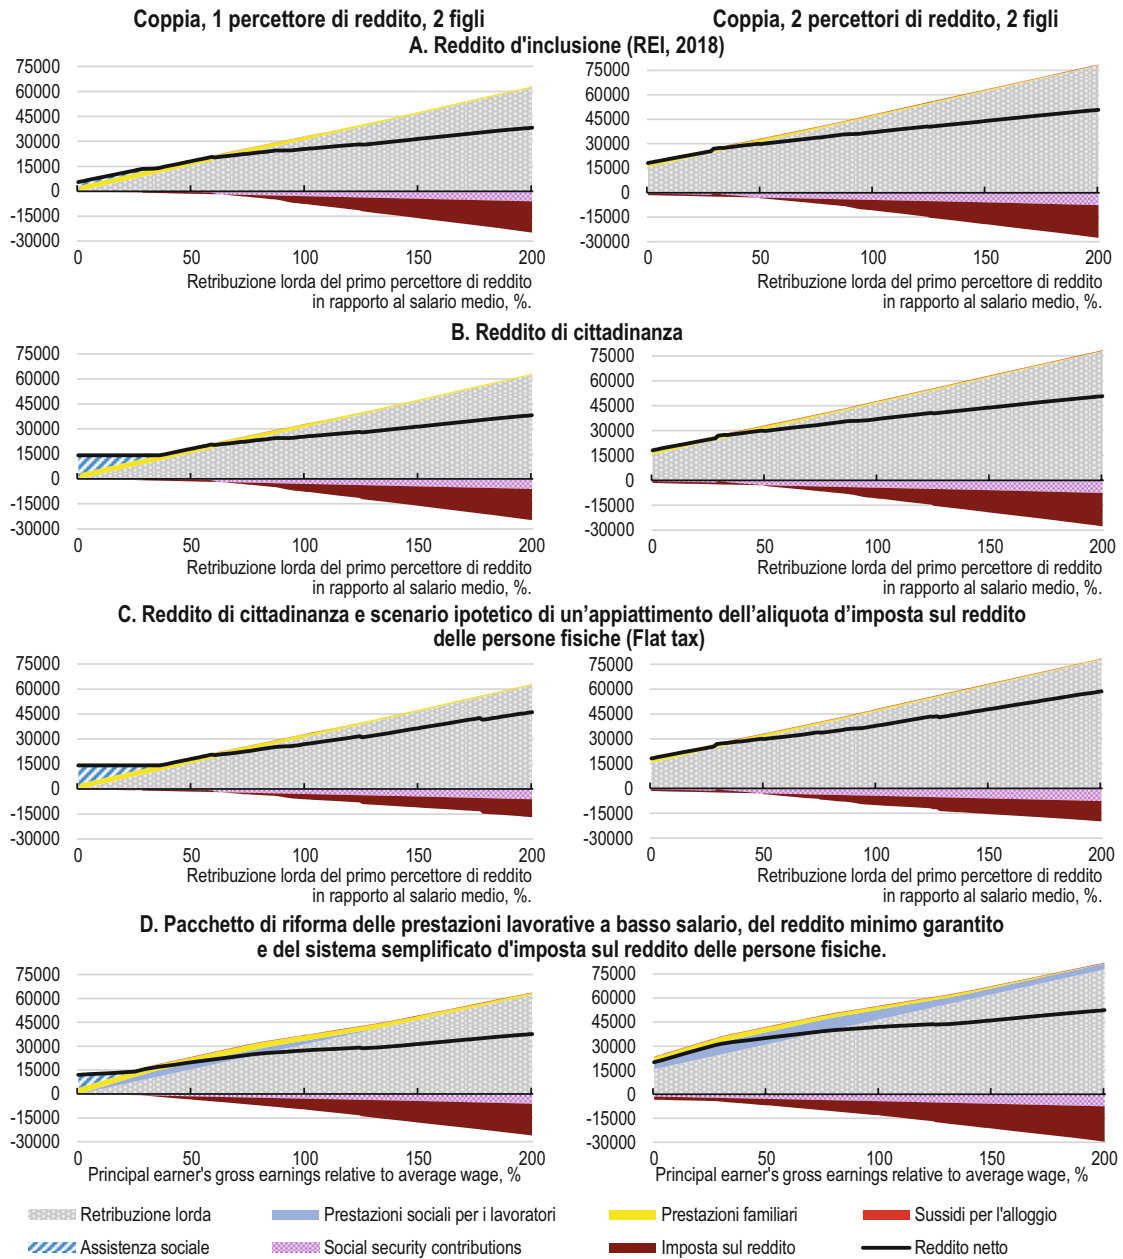 Coppia, 1 percettore di reddito, 2 figli
Coppia, 2 percettori di reddito, 2 figli
A. Reddito d'inclusione (REI, 2018)
75000
60000
45000
30000
15000
0
-15000
-30000
0 50 100 150 200
Retribuzione lorda del primo percettore di reddito
in rapporto al salario medio, %.
75000
60000
45000
30000
15000
0
-15000
-30000
0 50 100 150 200
Retribuzione lorda del primo percettore di reddito
in rapporto al salario medio, %.
B. Reddito di cittadinanza
75000
60000
45000
30000
15000
0
-15000
-30000
0 50 100 150 200
Retribuzione lorda del primo percettore di reddito
in rapporto al salario medio, %.
75000
60000
45000
30000
15000
0
-15000
-30000
0 50 100 150 200
Retribuzione lorda del primo percettore di reddito
in rapporto al salario medio, %.
C. Reddito di cittadinanza e scenario ipotetico di un’appiattimento dell’aliquota d’imposta sul reddito
delle persone fisiche (Flat tax)
75000
60000
45000
30000
15000
0
-15000
-30000
0 50 100 150 200
Retribuzione lorda del primo percettore di reddito
in rapporto al salario medio, %.
75000
60000
45000
30000
15000
0
-15000
-30000
0 50 100 150 200
Retribuzione lorda del primo percettore di reddito
in rapporto al salario medio, %.
D. Pacchetto di riforma delle prestazioni lavorative a basso salario, del reddito minimo garantito
e del sistema semplificato d'imposta sul reddito delle persone fisiche.
75000
60000
45000
30000
15000
0
-15000
-30000
0 50 100 150 200
Principal earner's gross earnings relative to average wage, %
75000
60000
45000
30000
15000
0
-15000
-30000
0 50 100 150 200
Principal earner's gross earnings relative to average wage, %
Retribuzione lorda
Prestazioni sociali per i lavoratori
Prestazioni familiari
Sussidi per l'alloggio
Assistenza sociale
Social security contributions
Imposta sul reddito
Reddito netto